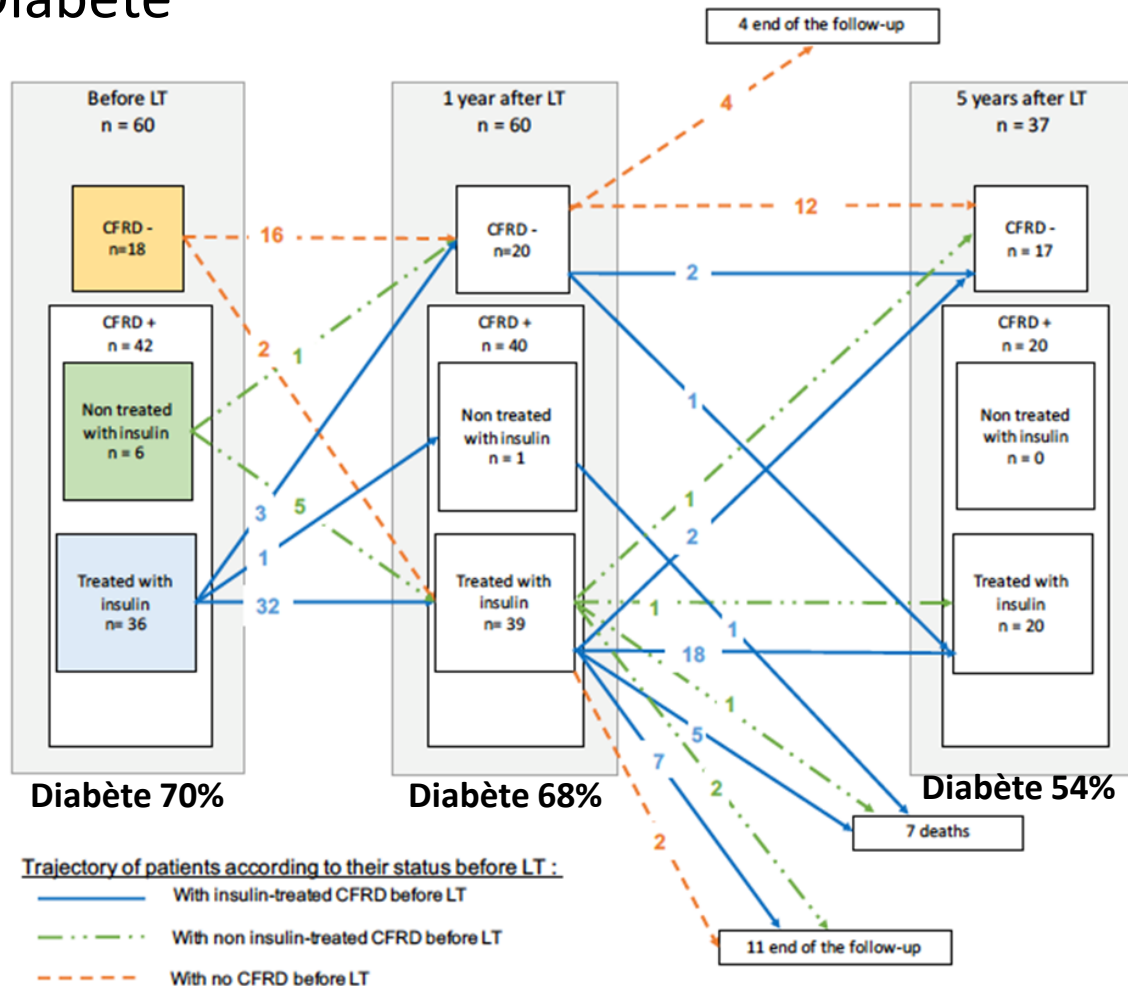 Diabète
4 end of the follow-up
Before LT
n = 60
1 year after LT
n = 60
5 years after LT
n = 37
4
CFRD -
n=18
16
CFRD -
n=20
12
CFRD -
n = 17
2
CFRD +
n = 42
2
1
CFRD +
n = 40
1
CFRD +
n = 20
Non treated
with insulin
n = 6
Non treated
with insulin
n = 1
Non treated
with insulin
n = 0
3
5
1
2
1
32
Treated with
insulin
n= 36
Treated with
insulin
n= 39
1
1
18
Treated with
insulin
n = 20
1
5
7
2
2
Diabète 70%
Diabète 68%
Diabète 54%
7 deaths
11 end of the follow-up
Trajectory of patients according to their status before LT :
With insulin-treated CFRD before LT
With non insulin-treated CFRD before LT
With no CFRD before LT